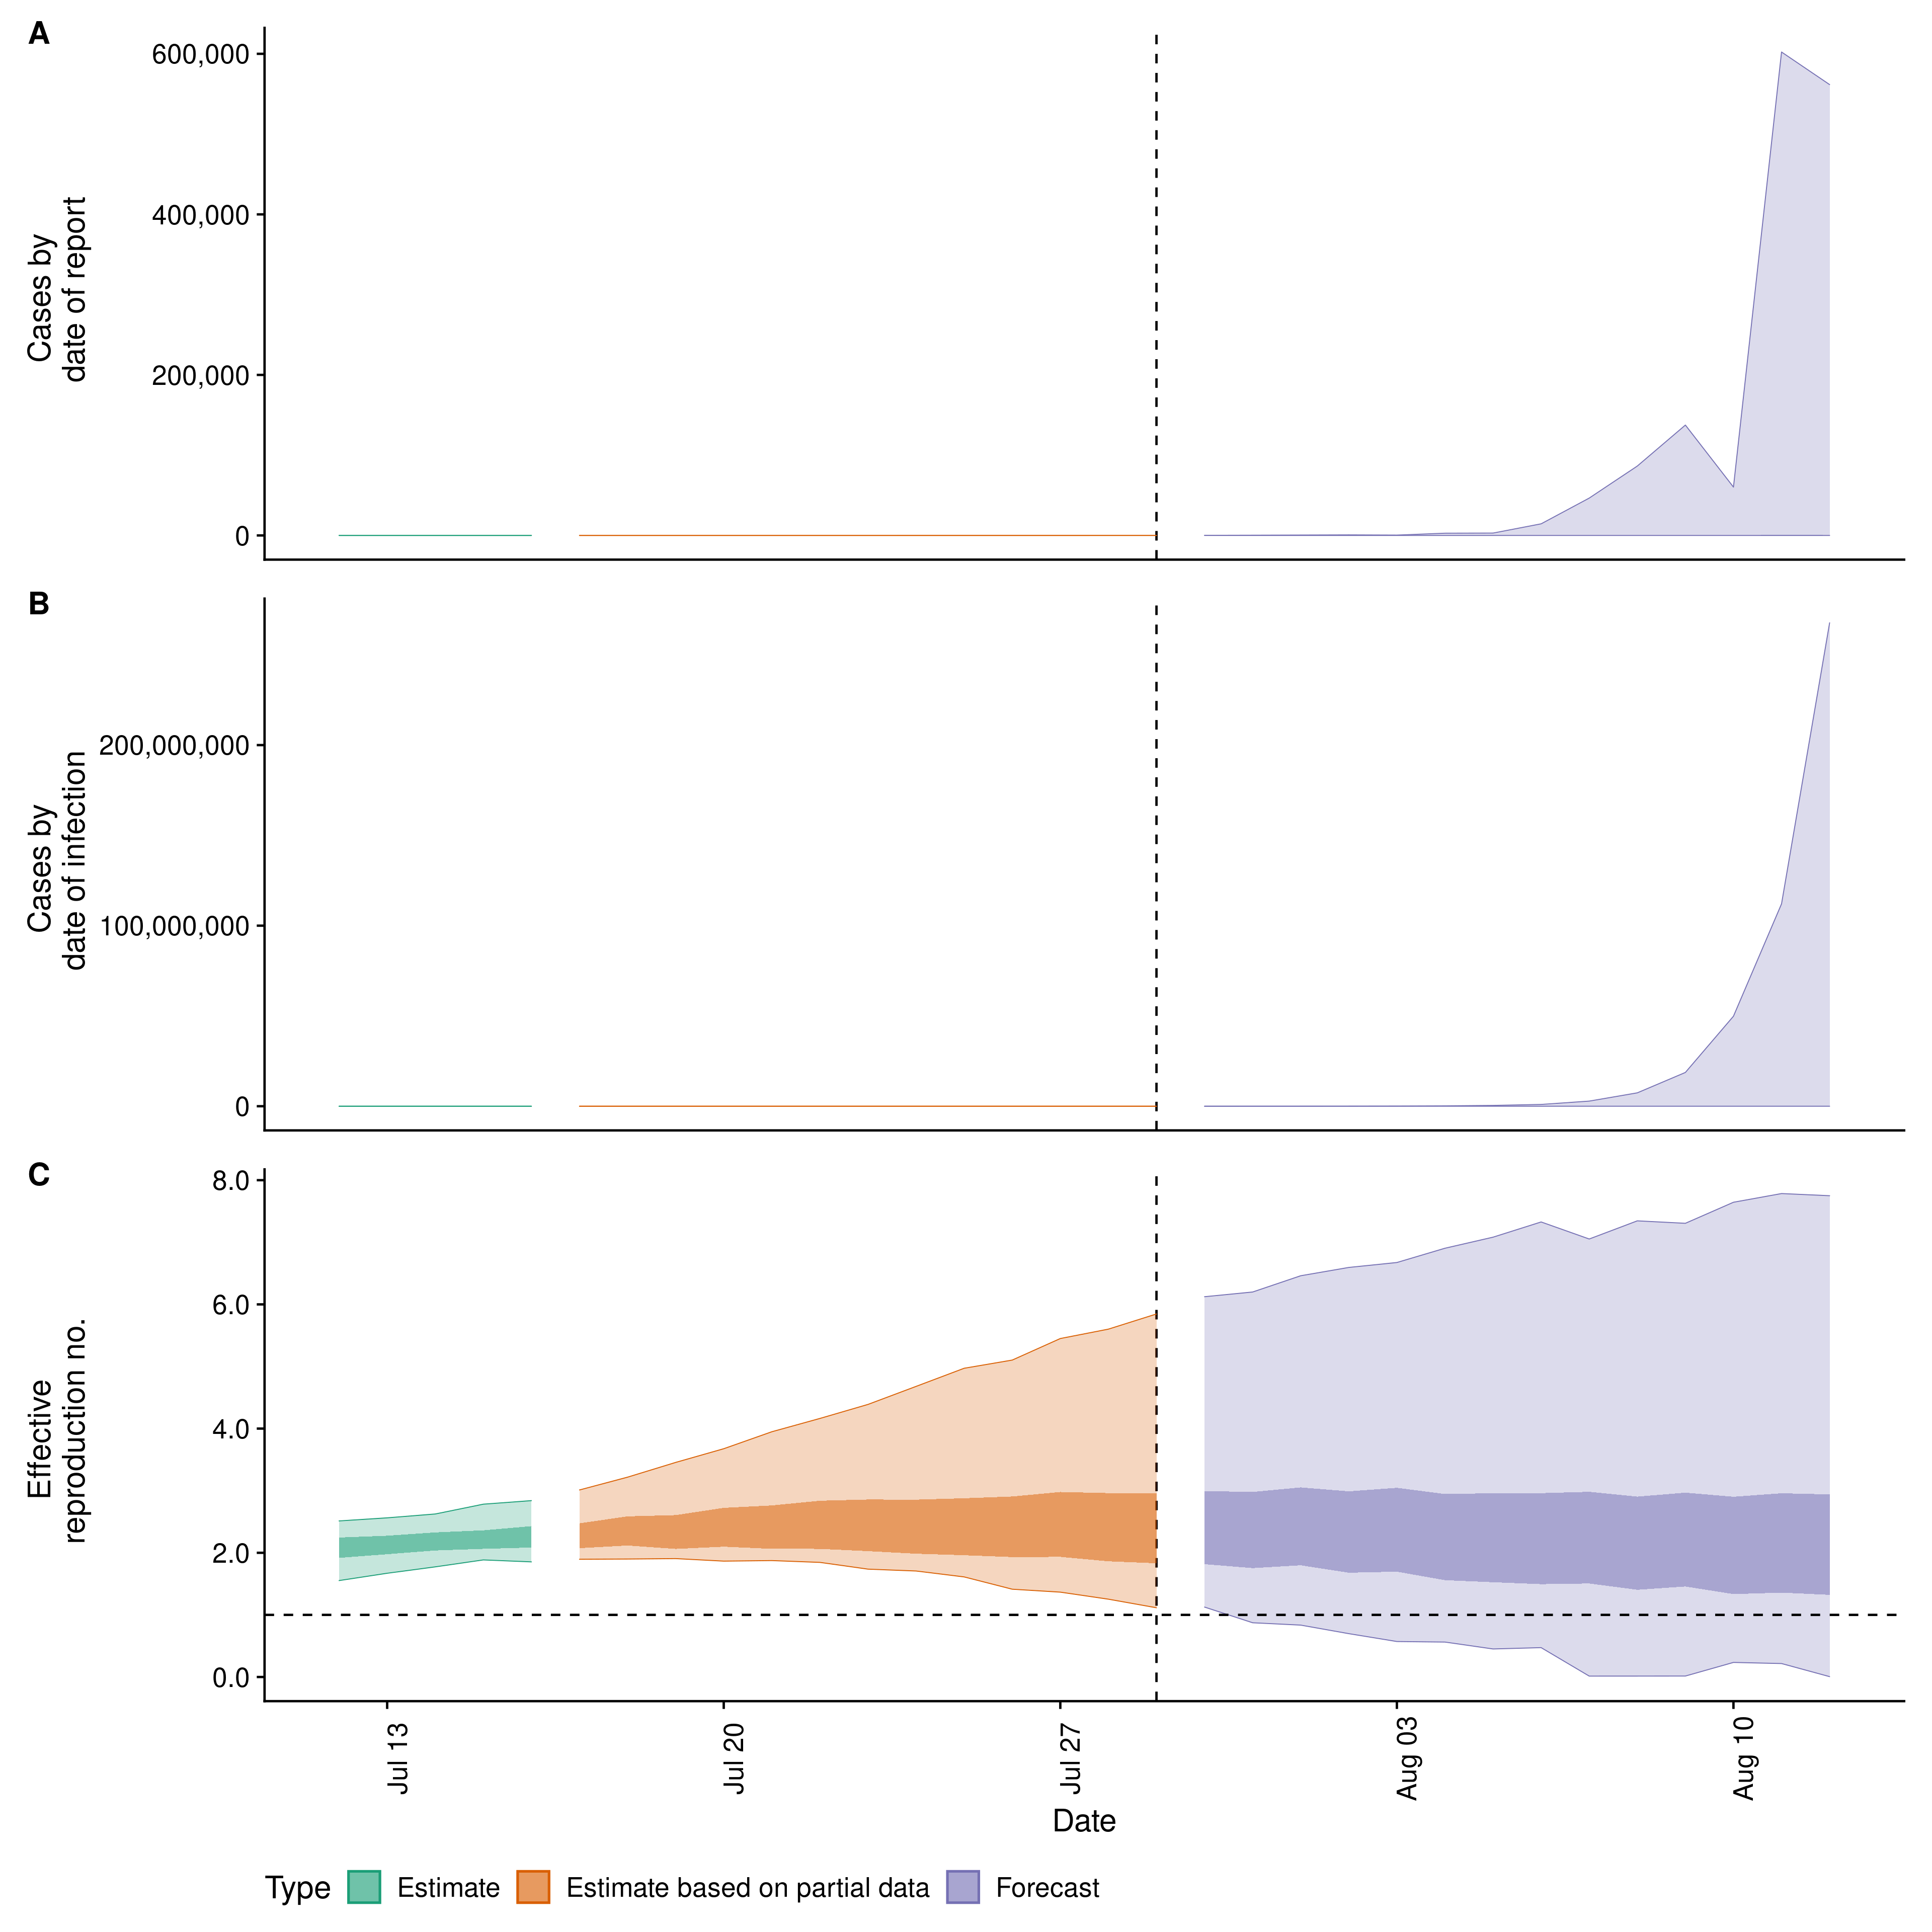 A
600,000
400,000
200,000
0
Cases by
date of report
B
200,000,000
100,000,000
0
Cases by
date of infection
C
8.0
6.0
4.0
2.0
0.0
Effective
reproduction no.
Jul 13
Jul 20
Jul 27
Aug 03
Aug 10
Date
Type
Estimate
Estimate based on partial data
Forecast